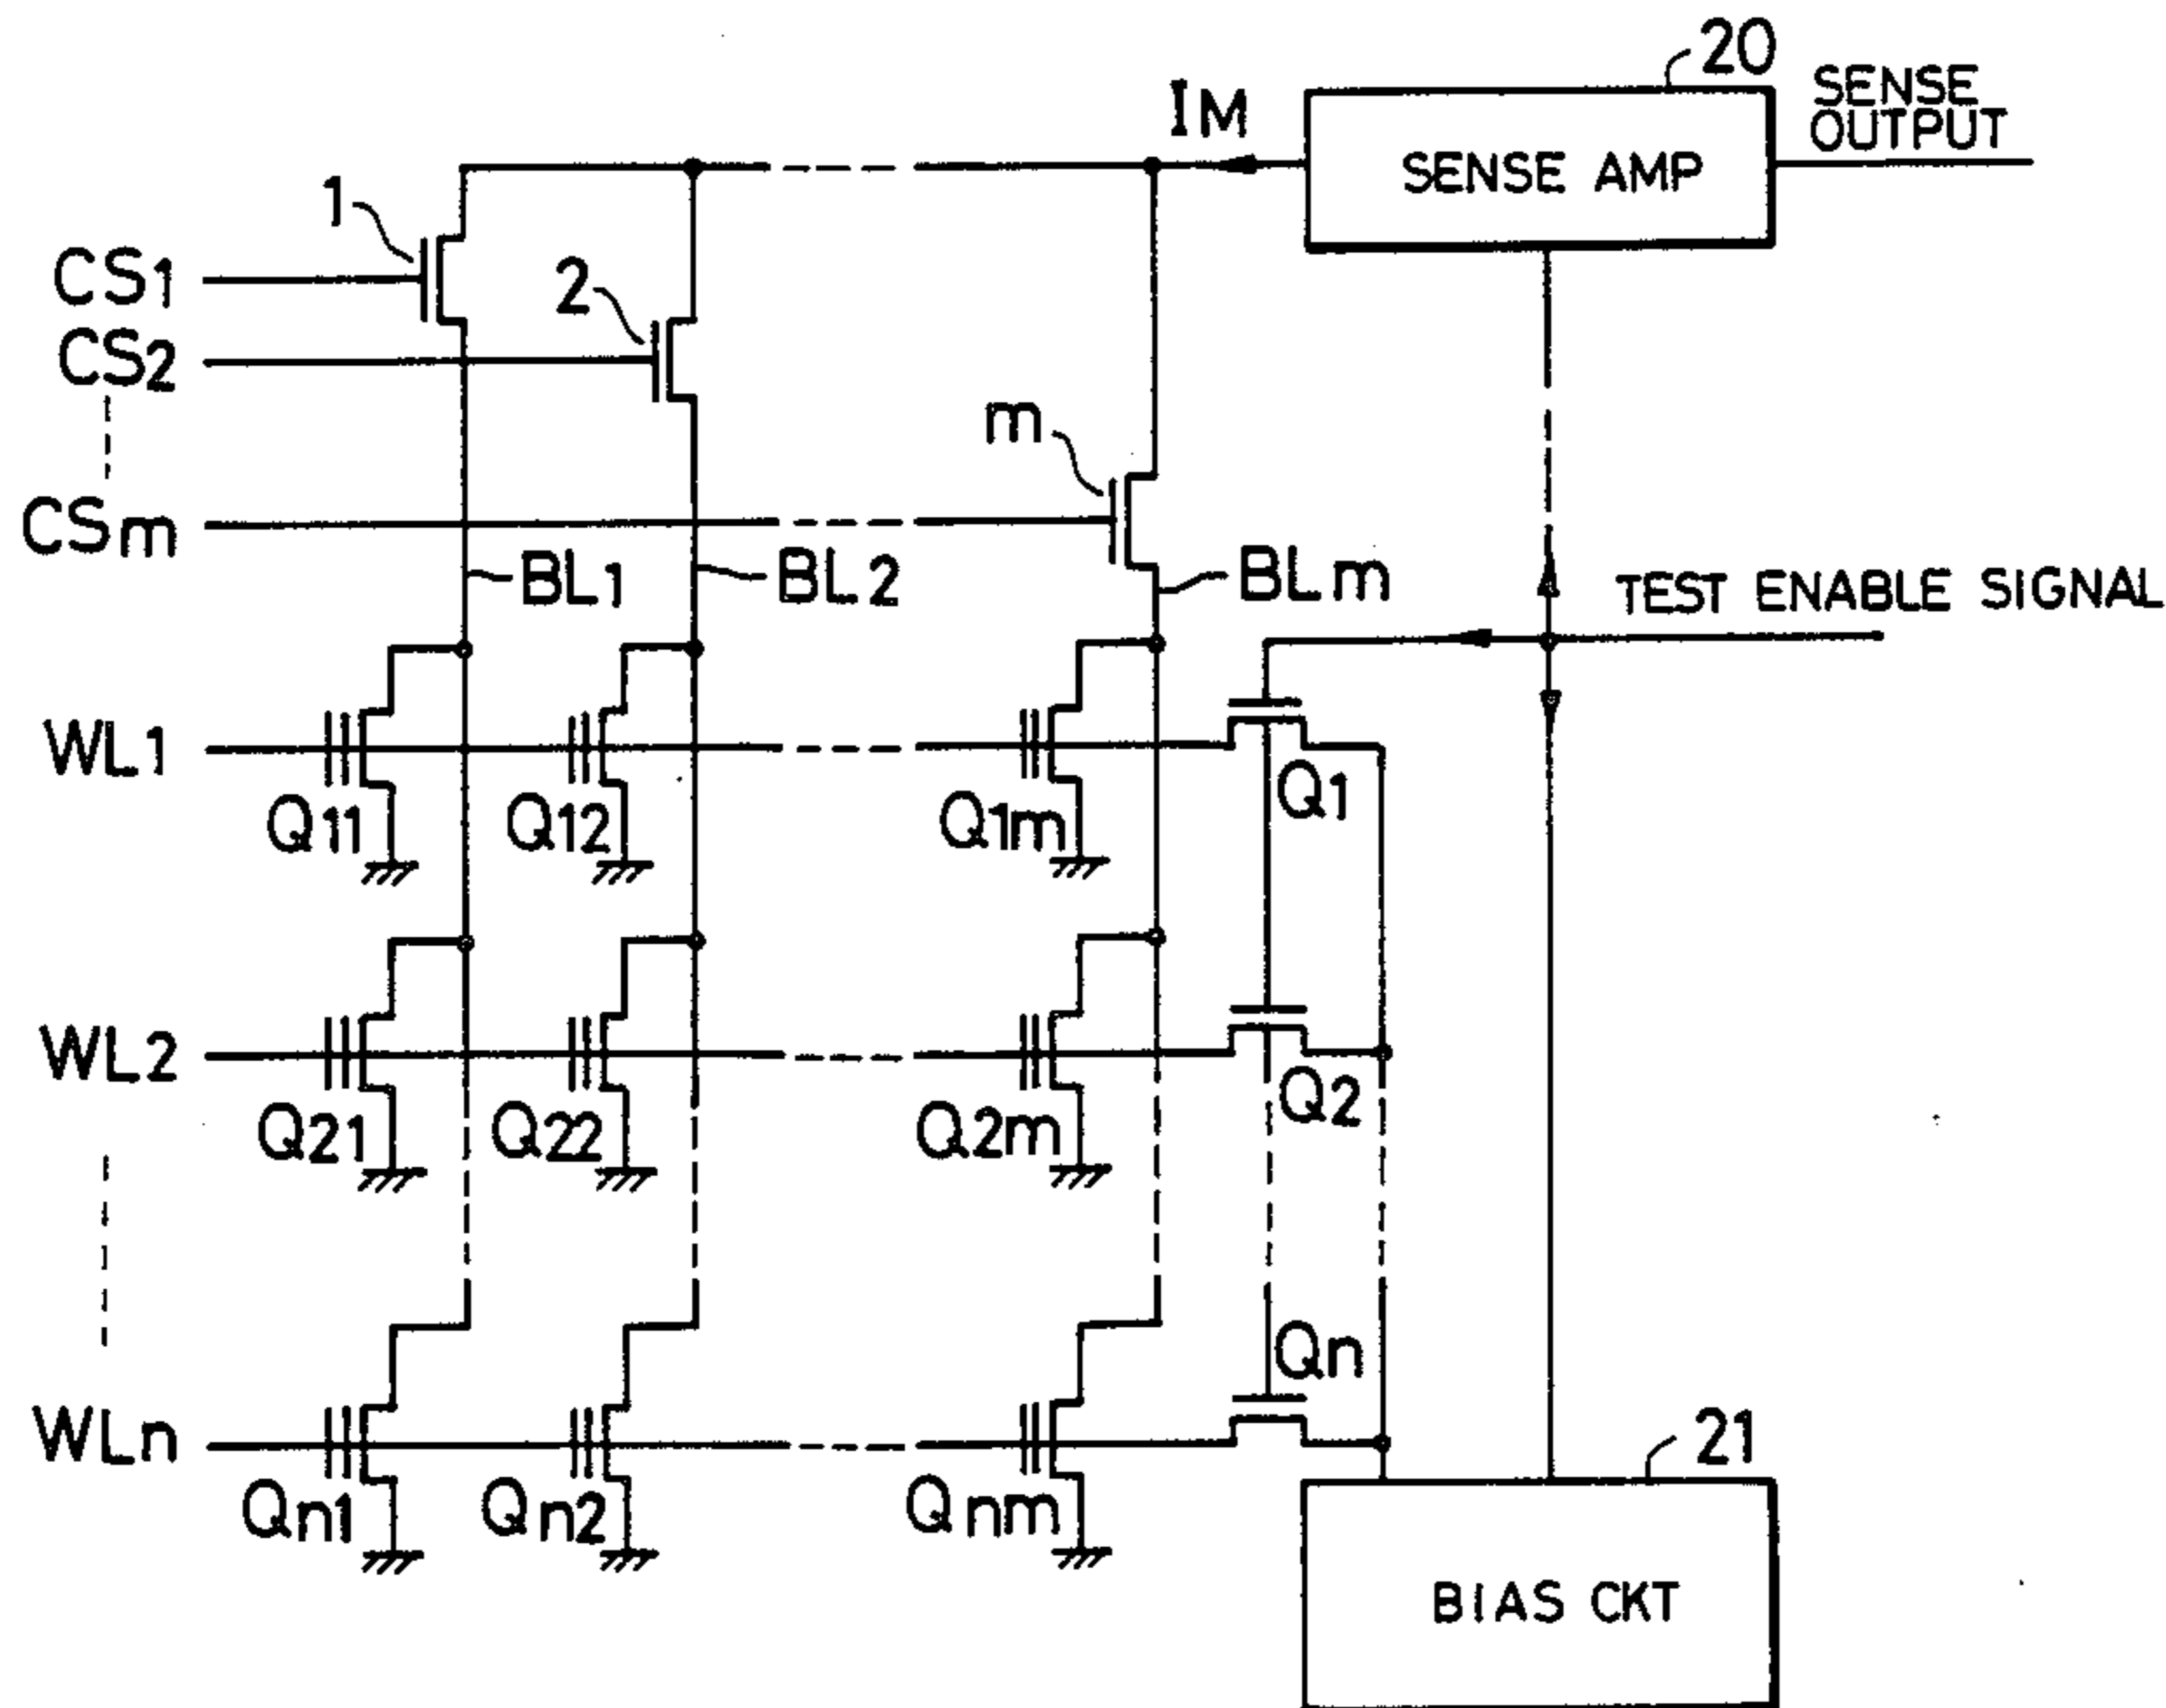 20
SENSE
OUTPUT
IM
SENSE AMP
1
CS1
2
CS2
m
CSm
BL1
BL2
BLm
TEST ENABLE SIGNAL
WL1
Q11
Q12
Q1m
Q1
WL2
Q21
Q22
Q2m
Q2
Qn
WLn
21
Qn1
Qn2
Qnm
BIAS CKT